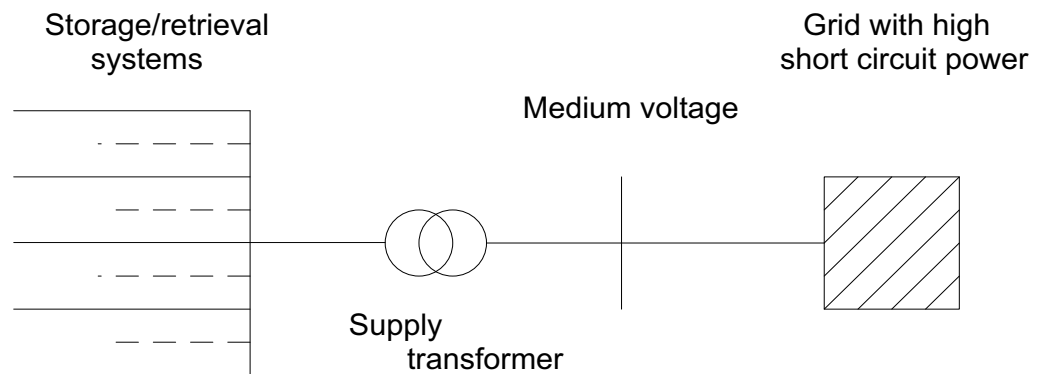 Storage/retrieval
systems
Grid with high
short circuit power
Medium voltage
Supply
transformer